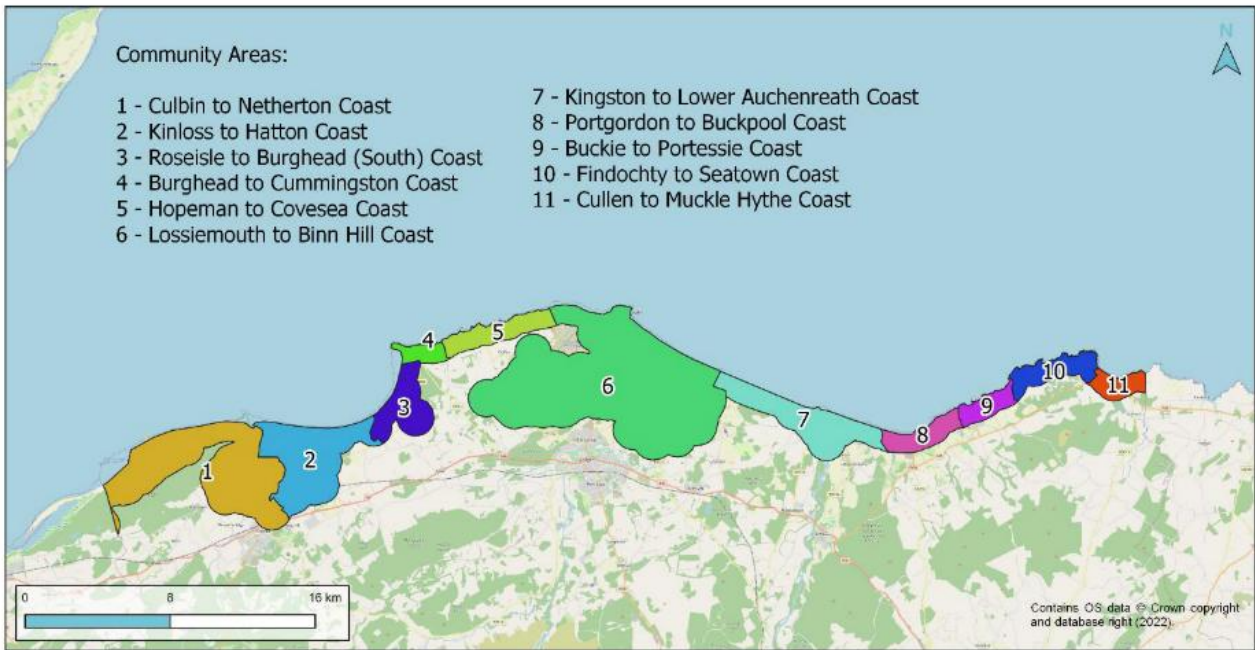 N
Community Areas:
1 - Culbin to Netherton Coast
2 - Kinloss to Hatton Coast
3 - Roseisle to Burghead (South) Coast
4 - Burghead to Cummingston Coast
5 - Hopeman to Covesea Coast
6 - Lossiemouth to Binn Hill Coast
7 - Kingston to Lower Auchenreath Coast
8 - Portgordon to Buckpool Coast
9 - Buckie to Portessie Coast
10 - Findochty to Seatown Coast
11 - Cullen to Muckle Hythe Coast
1
2
3
4
5
6
7
8
9
10
11
0 8 16 km
Contains OS data © Crown copyright
and database right (2022).